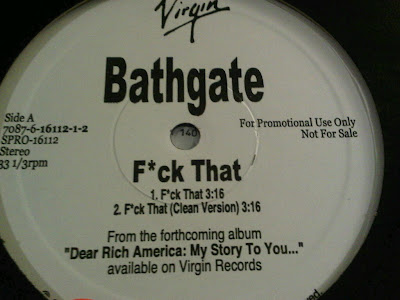 Virgin
Bathgate
Side A
7087-6-16112-1-2
SPRO-16112
Stereo
33 1/3rpm
For Promotional Use Only
Not For Sale
140
F*ck That
1. F*ck That 3:16
2. F*ck That (Clean Version) 3:16
From the forthcoming album
"Dear Rich America: My Story To You..."
available on Virgin Records